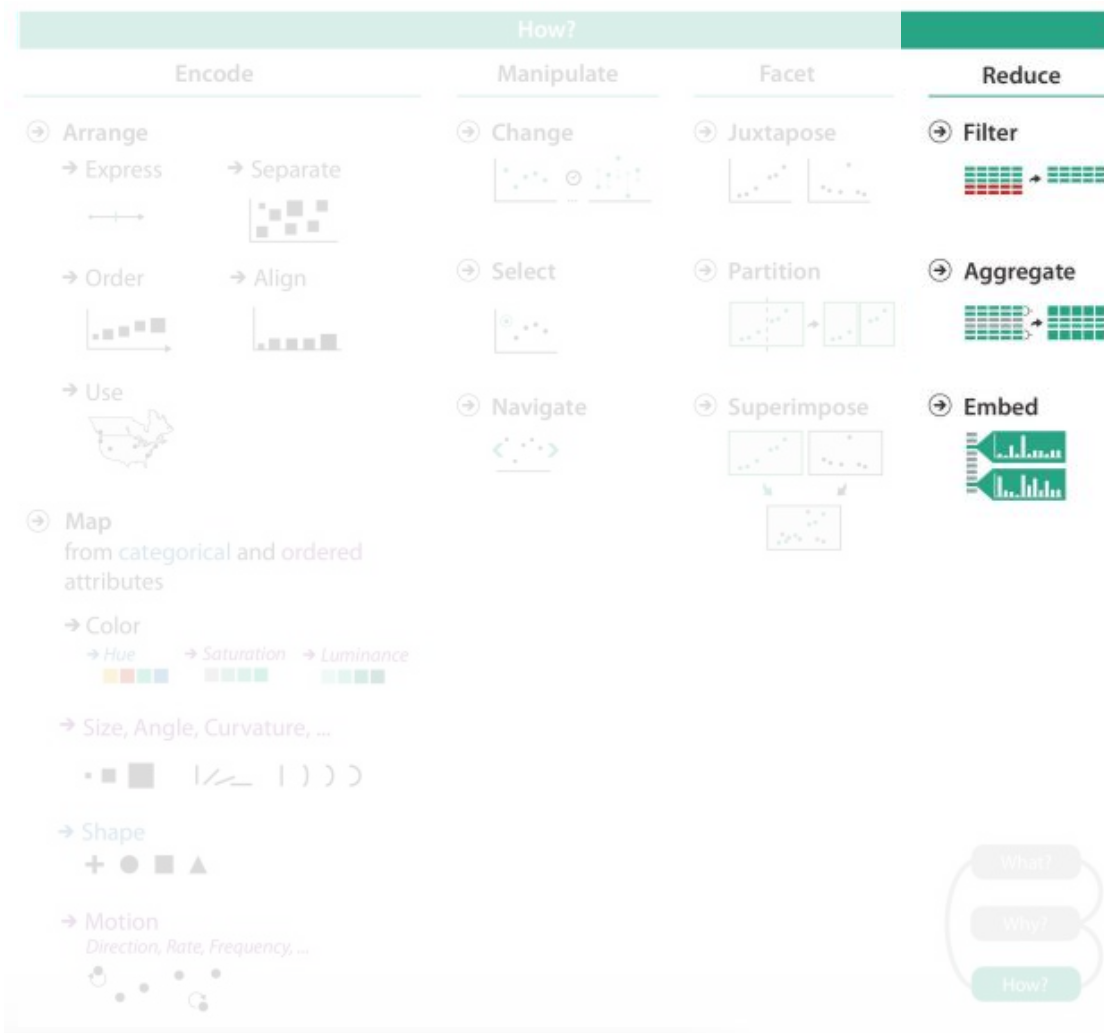 How?
Encode
Manipulate
Facet
Reduce
Arrange
Express
Separate
Order
Align
Use
Map
from categorical and ordered
attributes
Color
Hue
Saturation
Luminance
Size, Angle, Curvature, ...
Shape
Motion
Direction, Rate, Frequency, ...
Change
...
Select
Navigate
Juxtapose
Partition
Superimpose
Filter
Aggregate
Embed
What?
Why?
How?